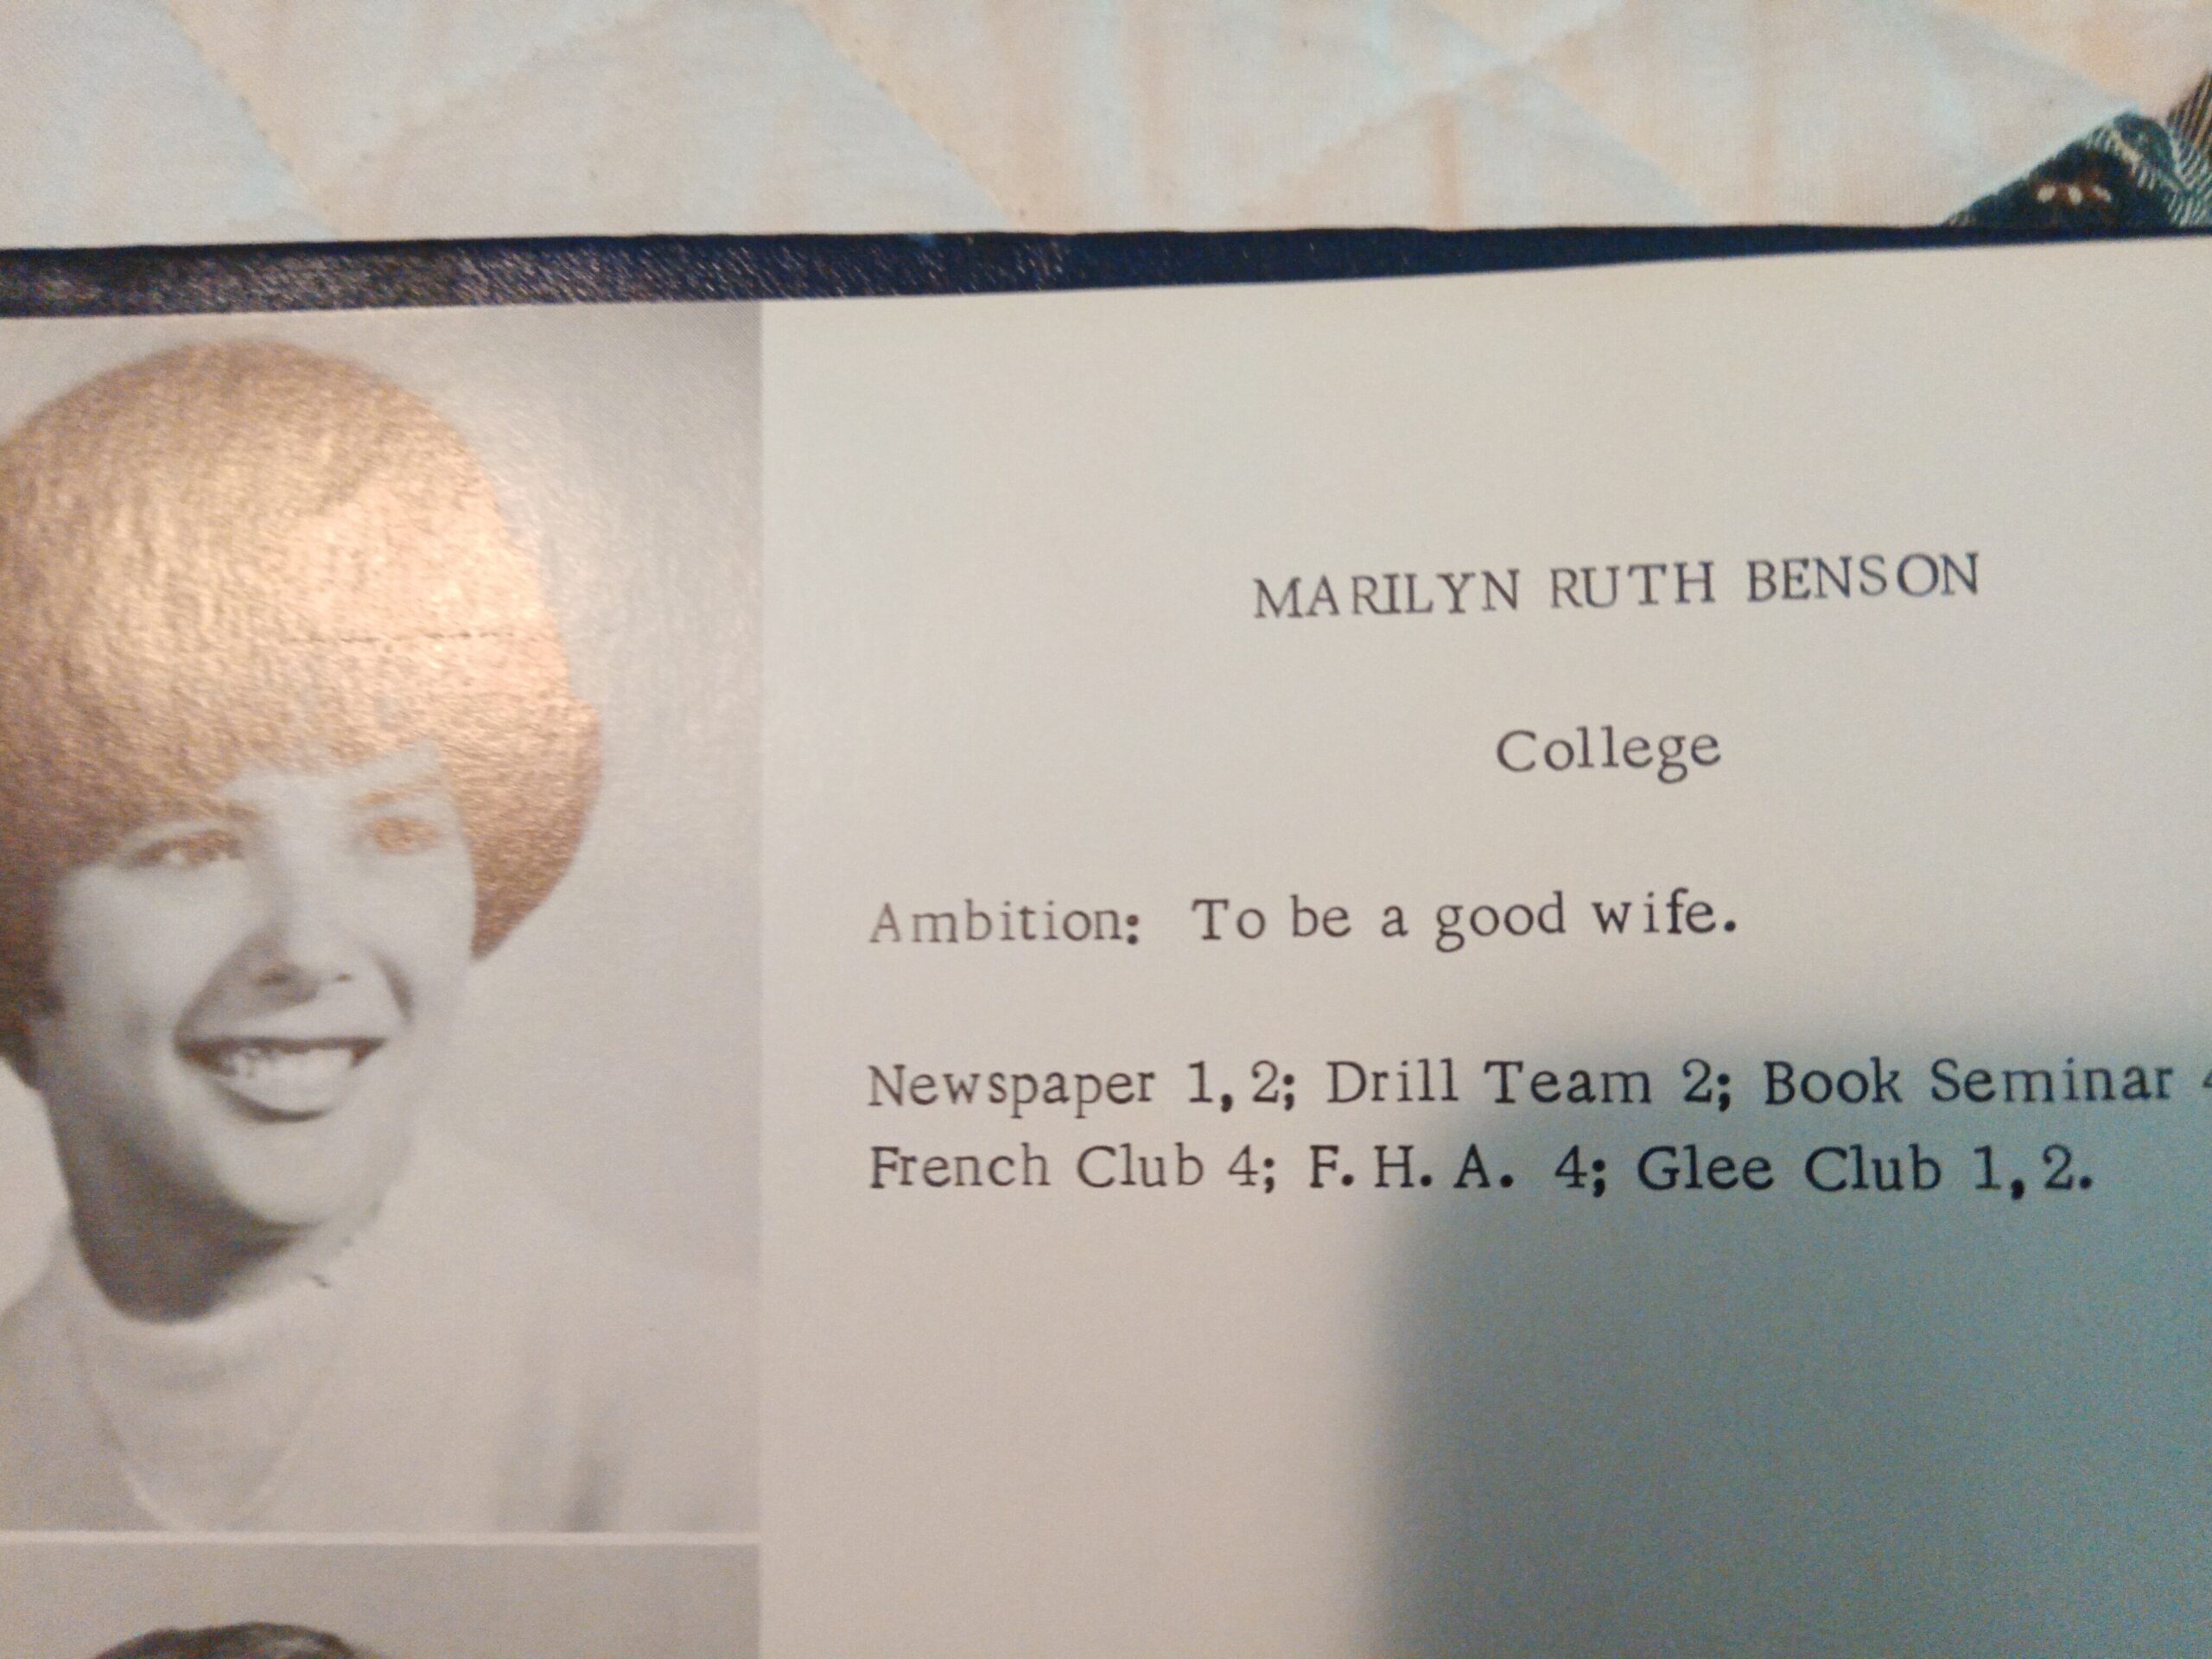 MARILYN RUTH BENSON
College
Ambition: To be a good wife.
Newspaper 1, 2; Drill Team 2; Book Seminar
French Club 4; F. H. A. 4; Glee Club 1, 2.